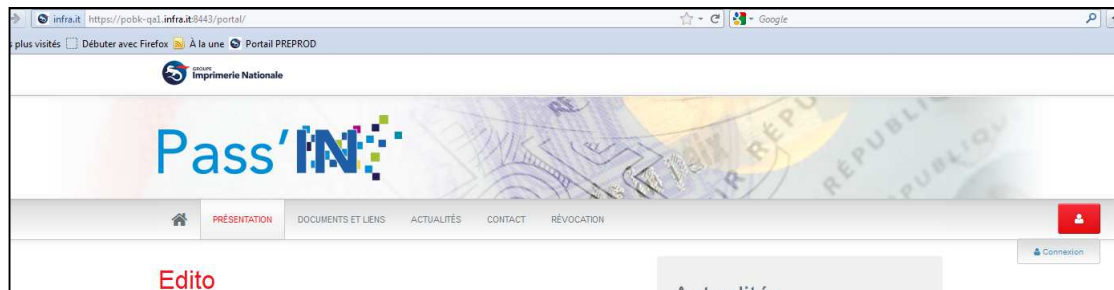 infra.it https://pobk-qa1.infra.it:8443/portal/ Google
plus visités Débuter avec Firefox À la une Portail PREPROD
GROUPE
Imprimerie Nationale
Pass'IN
RÉPUBLIQUE
PRÉSENTATION DOCUMENTS ET LIENS ACTUALITÉS CONTACT RÉVOCATION
Connexion
Edito